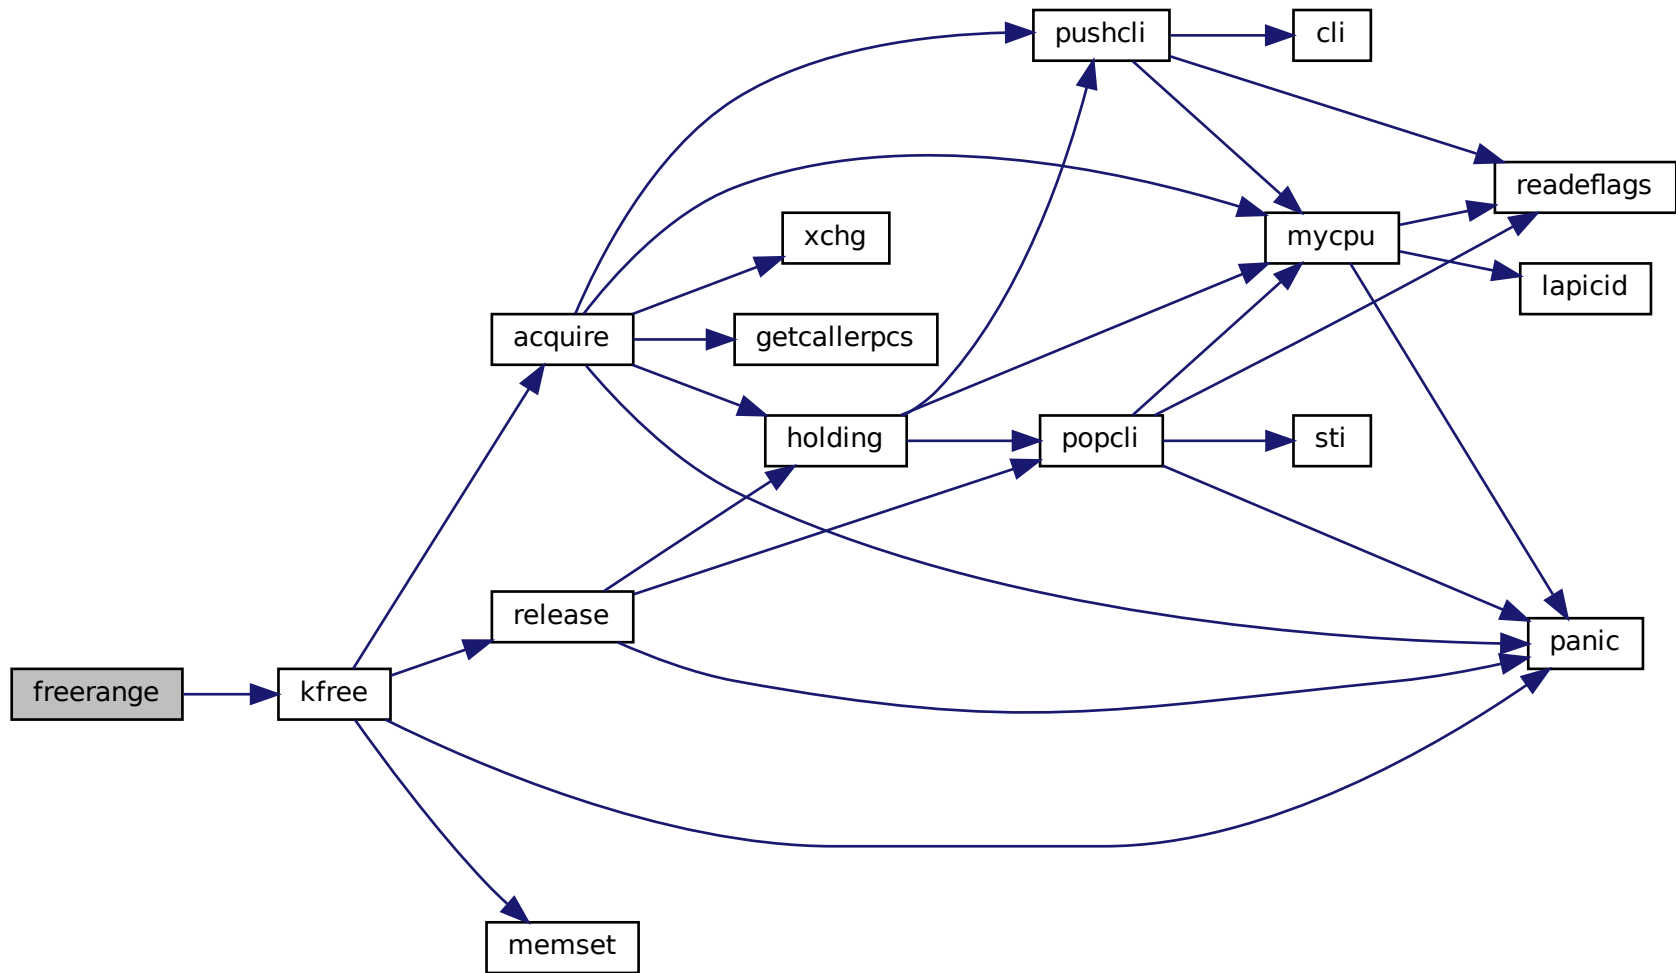 pushcli
cli
readeflags
mycpu
xchg
lapicid
acquire
getcallerpcs
holding
popcli
sti
release
panic
freerange
kfree
memset